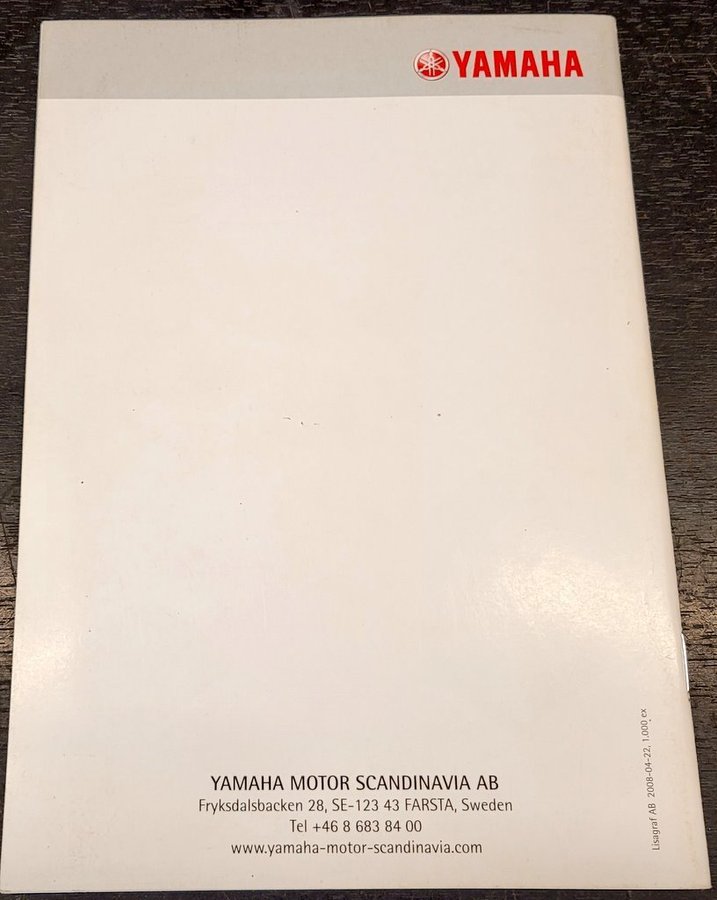 YAMAHA
YAMAHA MOTOR SCANDINAVIA AB
Fryksdalsbacken 28, SE-123 43 FARSTA, Sweden
Tel +46 8 683 84 00
www.yamaha-motor-scandinavia.com
Lisagraf AB 2008-04-22, 1.000 ex